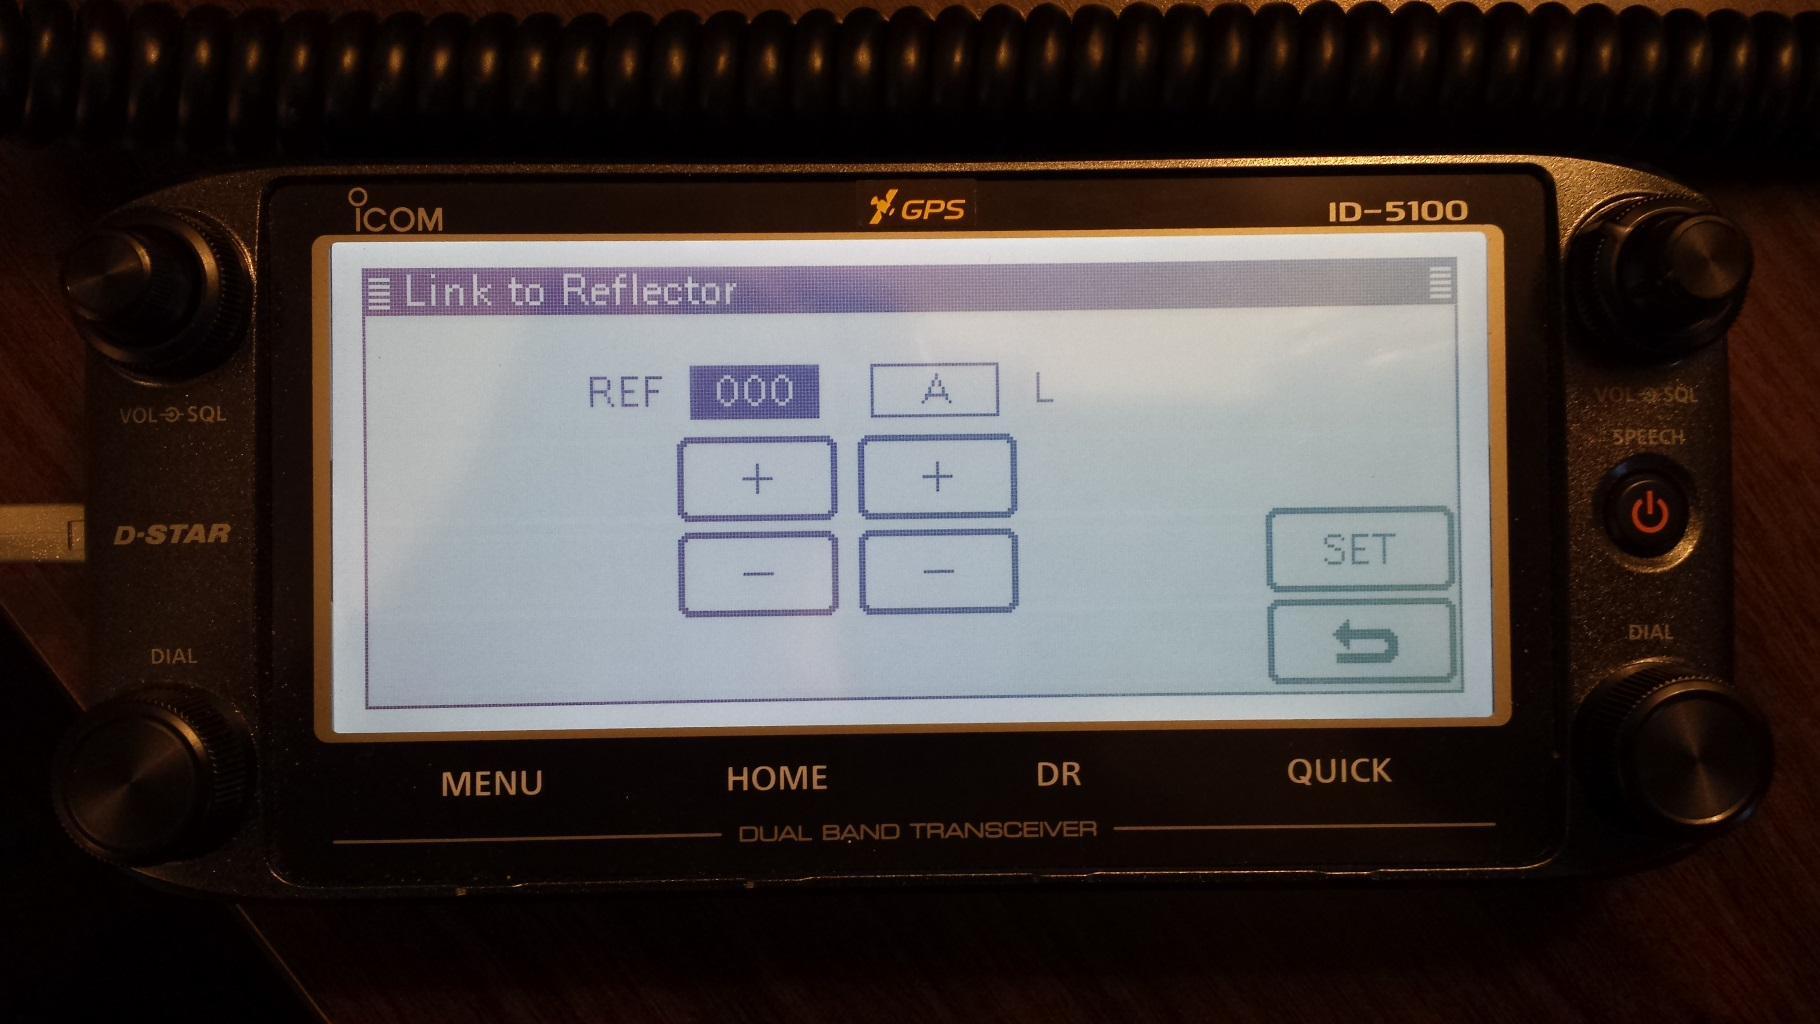 ICOM
GPS
ID-5100
Link to Reflector
REF 000 A L
+ +
- -
SET
VOL SQL
D-STAR
DIAL
VOL SQL
SPEECH
DIAL
MENU HOME DR QUICK
DUAL BAND TRANSCEIVER